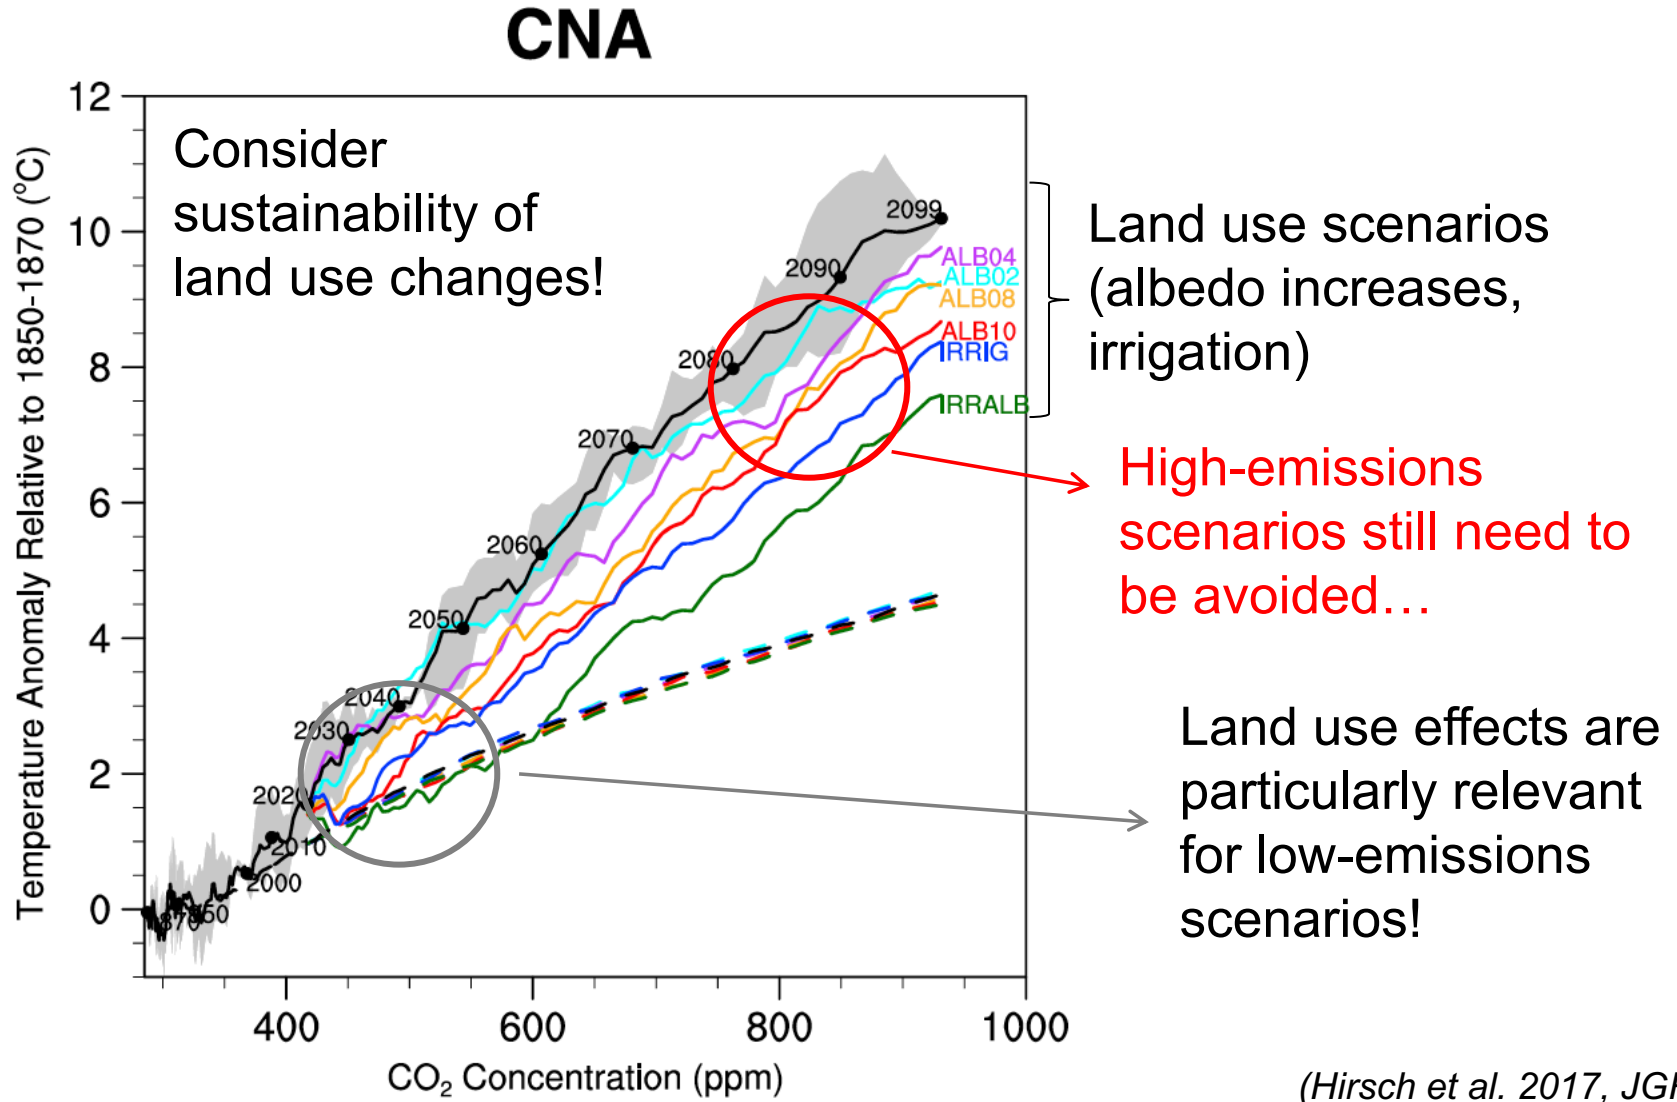 CNA
Temperature Anomaly Relative to 1850-1870 (°C)
12
10
8
6
4
2
0
Consider
sustainability of
land use changes!
2099
2090
2080
2070
2060
2050
2040
2030
2020
2010
2000
ALB04
ALB02
ALB08
ALB10
IRRIG
IRRALB
400
600
800
1000
CO₂ Concentration (ppm)
Land use scenarios
(albedo increases,
irrigation)
High-emissions
scenarios still need to
be avoided…
Land use effects are
particularly relevant
for low-emissions
scenarios!
(Hirsch et al. 2017, JGR